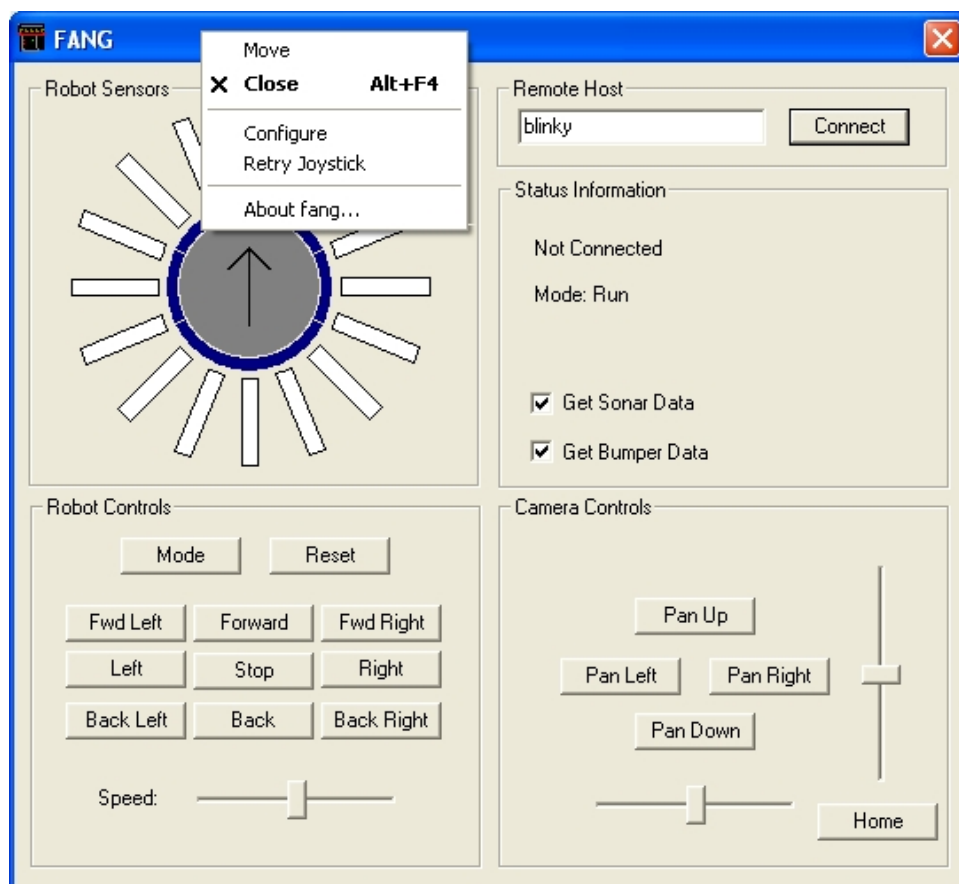 FANG
Move
Close Alt+F4
Configure
Retry Joystick
About fang...
Robot Sensors
Remote Host
blinky
Connect
Status Information
Not Connected
Mode: Run
Get Sonar Data
Get Bumper Data
Robot Controls
Mode Reset
Fwd Left Forward Fwd Right
Left Stop Right
Back Left Back Back Right
Speed:
Camera Controls
Pan Up
Pan Left Pan Right
Pan Down
Home